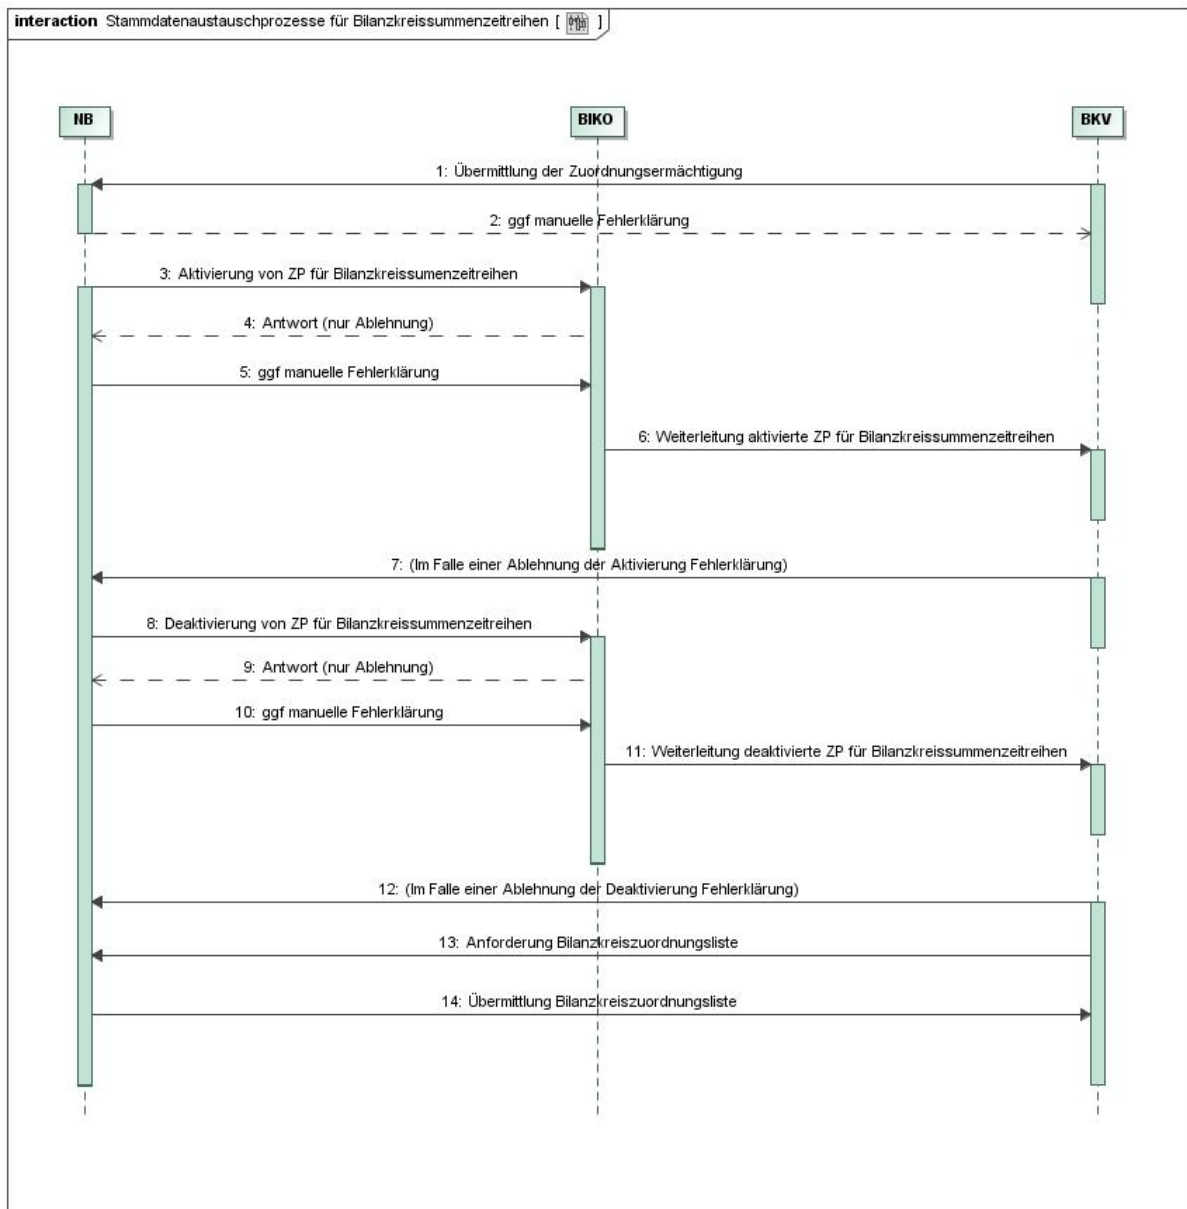 interaction Stammdatenaustauschprozesse für Bilanzkreissummenzeitreihen [ ]
NB BIKO BKV
1: Übermittlung der Zuordnungsermächtigung
2: ggf manuelle Fehlerklärung
3: Aktivierung von ZP für Bilanzkreissumenzeitreihen
4: Antwort (nur Ablehnung)
5: ggf manuelle Fehlerklärung
6: Weiterleitung aktivierte ZP für Bilanzkreissummenzeitreihen
7: (Im Falle einer Ablehnung der Aktivierung Fehlerklärung)
8: Deaktivierung von ZP für Bilanzkreissummenzeitreihen
9: Antwort (nur Ablehnung)
10: ggf manuelle Fehlerklärung
11: Weiterleitung deaktivierte ZP für Bilanzkreissummenzeitreihen
12: (Im Falle einer Ablehnung der Deaktivierung Fehlerklärung)
13: Anforderung Bilanzkreiszuordnungsliste
14: Übermittlung Bilanzkreiszuordnungsliste